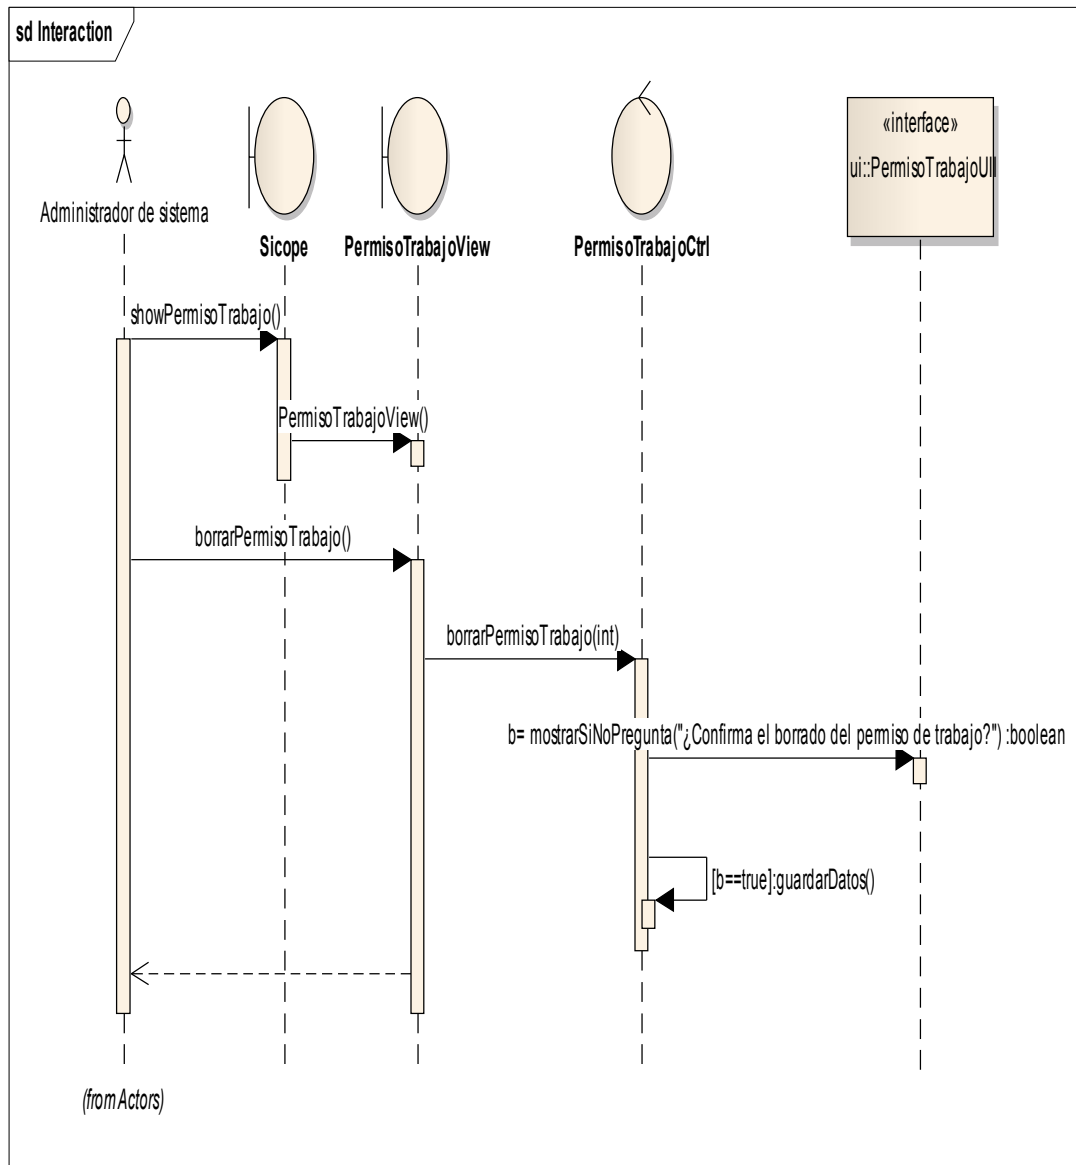 sd Interaction
«interface»
ui::PermisoTrabajoUII
Administrador de sistema
Sicope
PermisoTrabajoView
PermisoTrabajoCtrl
showPermisoTrabajo()
PermisoTrabajoView()
borrarPermisoTrabajo()
borrarPermisoTrabajo(int)
b= mostrarSiNoPregunta("¿Confirma el borrado del permiso de trabajo?") :boolean
[b==true]:guardarDatos()
(from Actors)